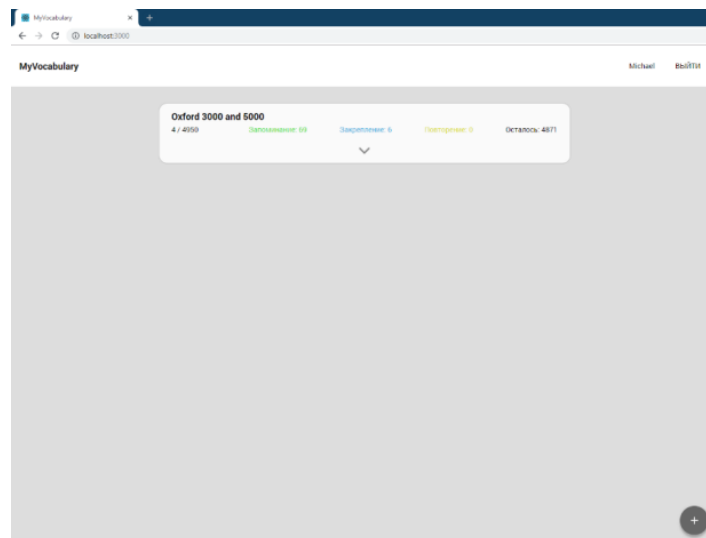 MyVocabulary
localhost:3000
MyVocabulary
Michael ВЫЙТИ
Oxford 3000 and 5000
4 / 4950 Запоминание: 69 Закрепление: 6 Повторение: 0 Осталось: 4871